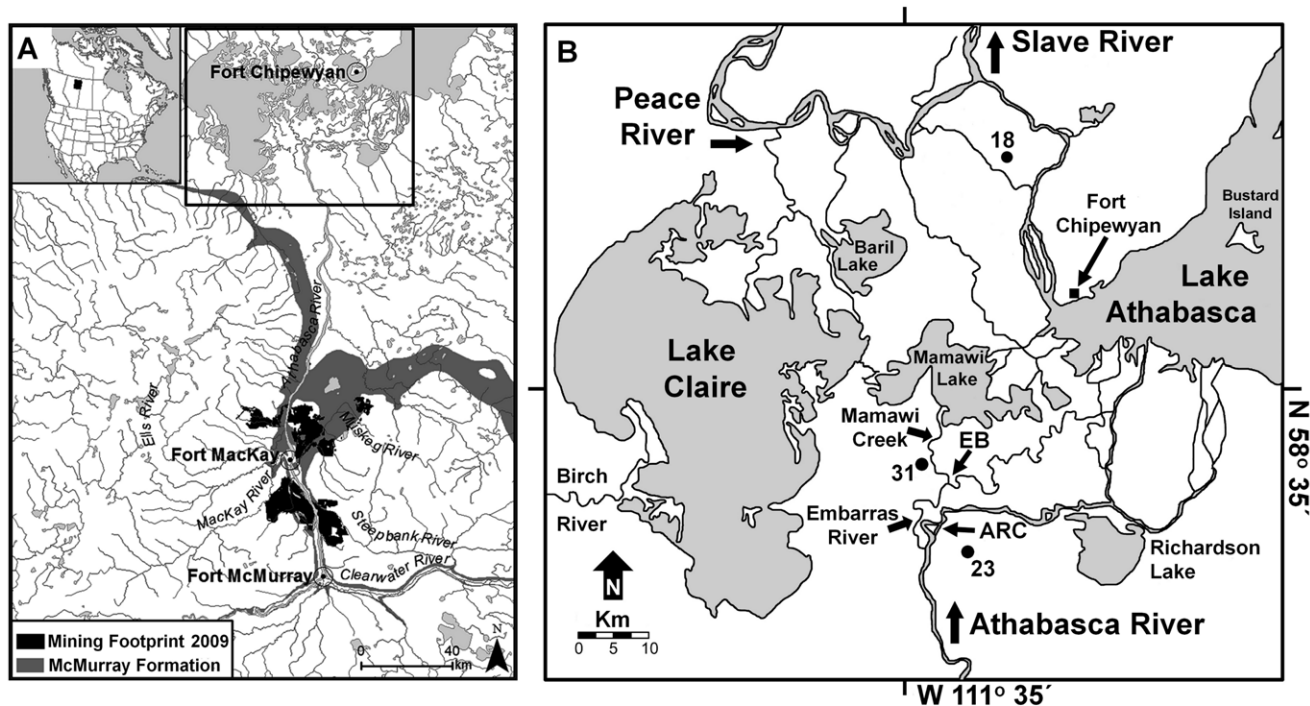 A
Fort Chipewyan
Athabasca River
Ells River
Muskeg River
Fort MacKay
MacKay River
Steepbank River
Clearwater River
Fort McMurray
Mining Footprint 2009
McMurray Formation
N
0 40
km
B
Slave River
Peace
River
18
Fort
Chipewyan
Bustard
Island
Baril
Lake
Lake
Athabasca
Lake
Claire
Mamawi
Lake
Mamawi
Creek
EB
31
Birch
River
Embarras
River
ARC
23
Richardson
Lake
N
Km
0 10
Athabasca River
N 58º 35´
W 111º 35´